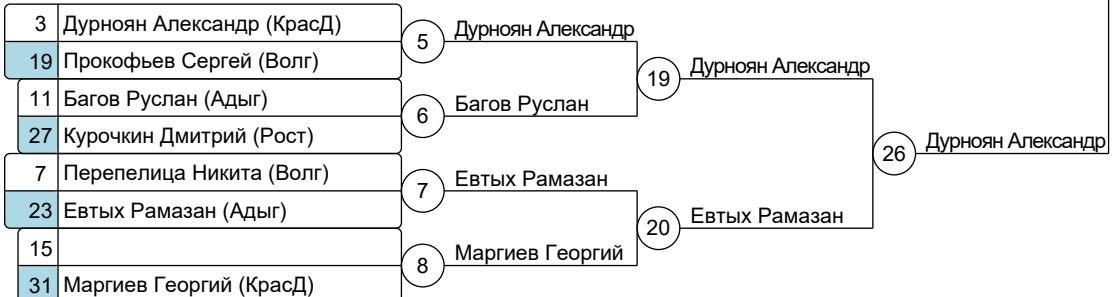 3 Дурноян Александр (КрасД)
19 Прокофьев Сергей (Волг)
11 Багов Руслан (Адыг)
27 Курочкин Дмитрий (Рост)
7 Перепелица Никита (Волг)
23 Евтых Рамазан (Адыг)
15
31 Маргиев Георгий (КрасД)
5 Дурноян Александр
6 Багов Руслан
7 Евтых Рамазан
8 Маргиев Георгий
19 Дурноян Александр
20 Евтых Рамазан
26 Дурноян Александр